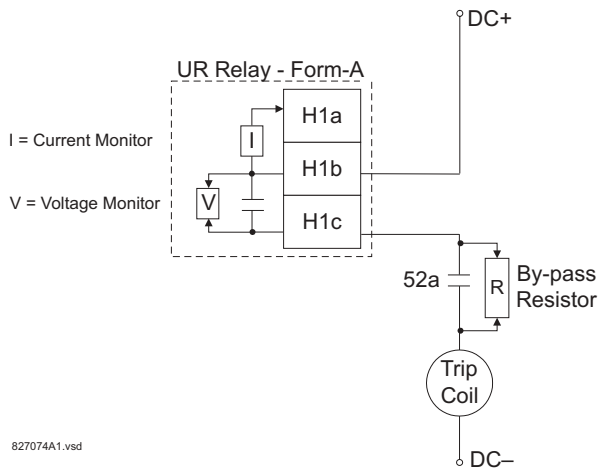 DC+
UR Relay - Form-A
H1a
I = Current Monitor
I
H1b
V = Voltage Monitor
V
H1c
52a
R
By-pass
Resistor
Trip
Coil
827074A1.vsd
DC–